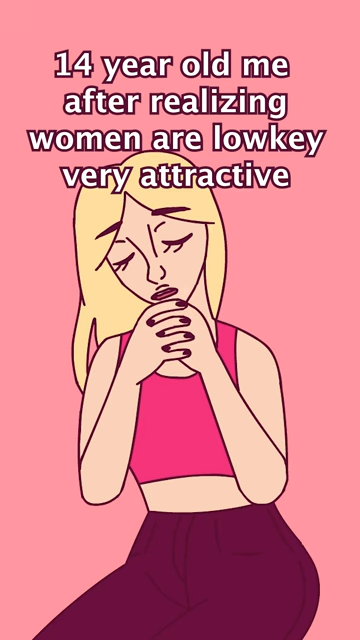 14 year old me
after realizing
women are lowkey
very attractive